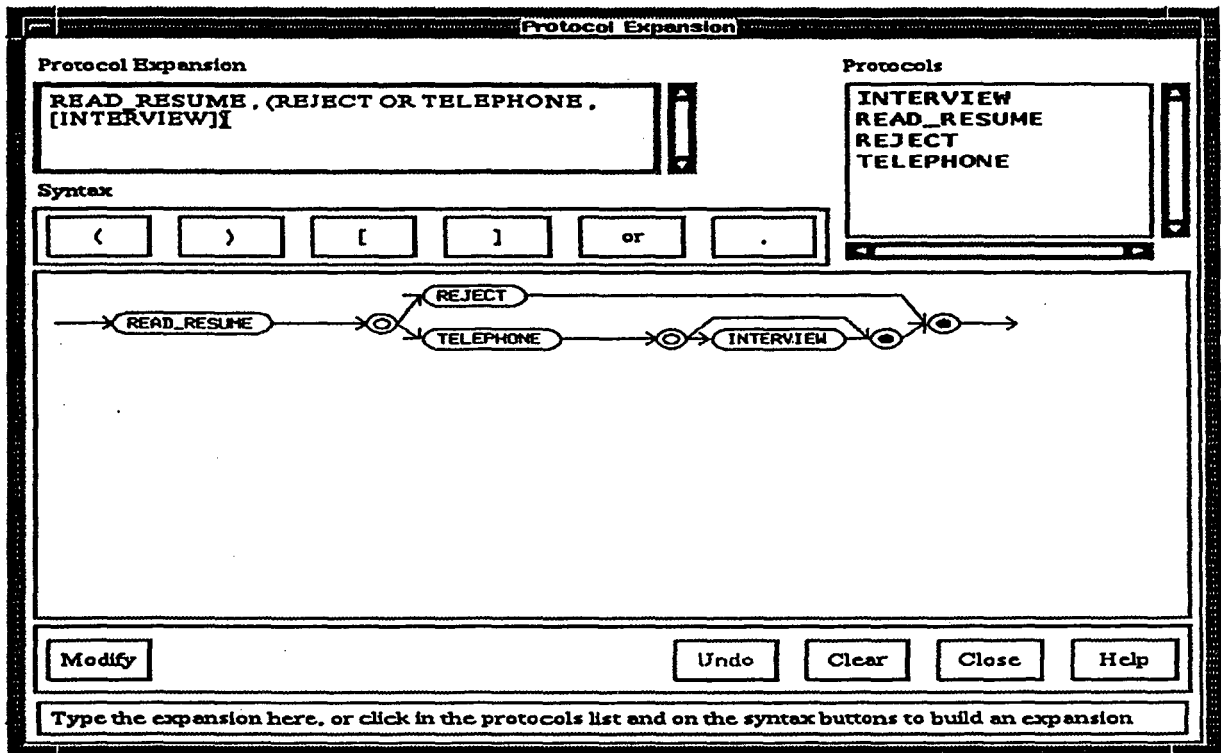 Protocol Expansion
Protocol Expansion
Protocols
READ_RESUME , (REJECT OR TELEPHONE ,
[INTERVIEW])
INTERVIEW
READ_RESUME
REJECT
TELEPHONE
Syntax
( ) [ ] or ,
REJECT
READ_RESUME
TELEPHONE
INTERVIEW
Modify
Undo
Clear
Close
Help
Type the expansion here, or click in the protocols list and on the syntax buttons to build an expansion